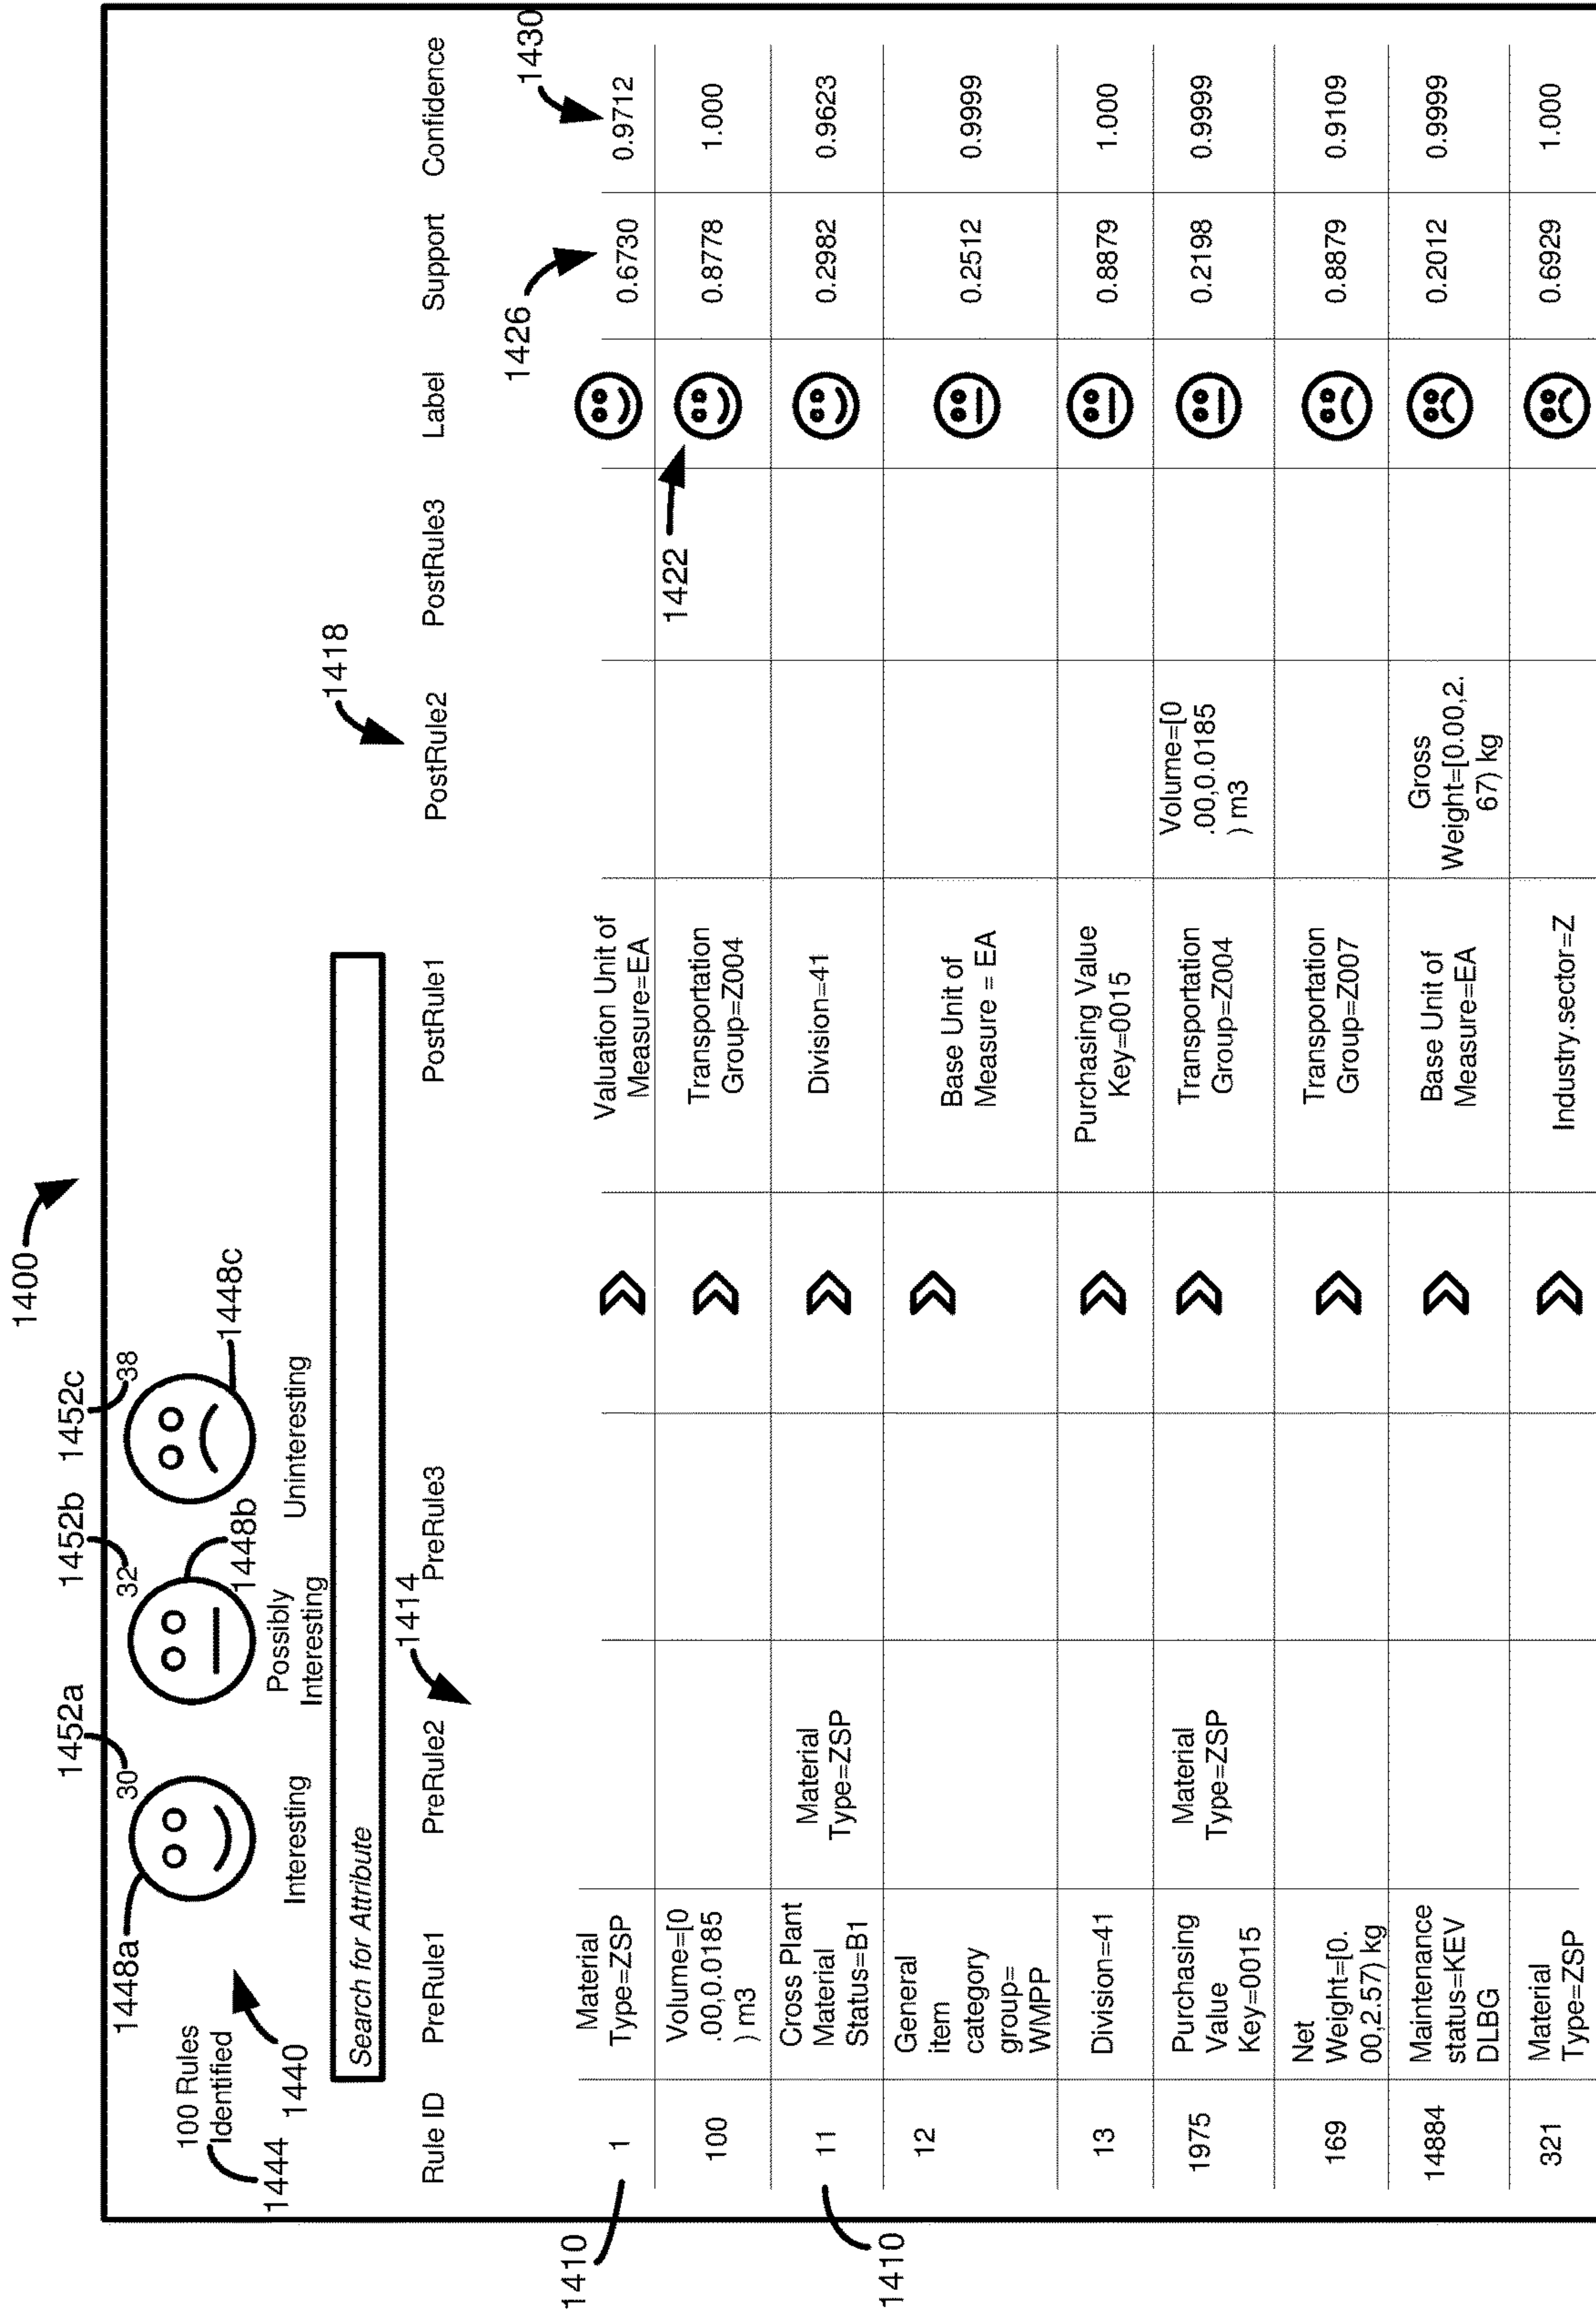 1400
1452a
1452b
1452c
1448a
30
32
38
1448b
1448c
100 Rules
Identified
1444
1440
Interesting
Possibly
Interesting
Uninteresting
Search for Attribute
1414
1418
Rule ID
PreRule1
PreRule2
PreRule3
PostRule1
PostRule2
PostRule3
Label
Support
Confidence
1422
1426
1430
1410
1
Material
Type=ZSP
Valuation Unit of
Measure=EA
0.6730
0.9712
100
Volume=[0
.00,0.0185
) m3
Transportation
Group=Z004
0.8778
1.000
1410
11
Cross Plant
Material
Status=B1
Material
Type=ZSP
Division=41
0.2982
0.9623
12
General
item
category
group=
WMPP
Base Unit of
Measure = EA
0.2512
0.9999
13
Division=41
Purchasing Value
Key=0015
0.8879
1.000
1975
Purchasing
Value
Key=0015
Material
Type=ZSP
Transportation
Group=Z004
Volume=[0
.00,0.0185
) m3
0.2198
0.9999
169
Net
Weight=[0.
00,2.57) kg
Transportation
Group=Z007
0.8879
0.9109
14884
Maintenance
status=KEV
DLBG
Base Unit of
Measure=EA
Gross
Weight=[0.00,2.
67) kg
0.2012
0.9999
321
Material
Type=ZSP
Industry.sector=Z
0.6929
1.000